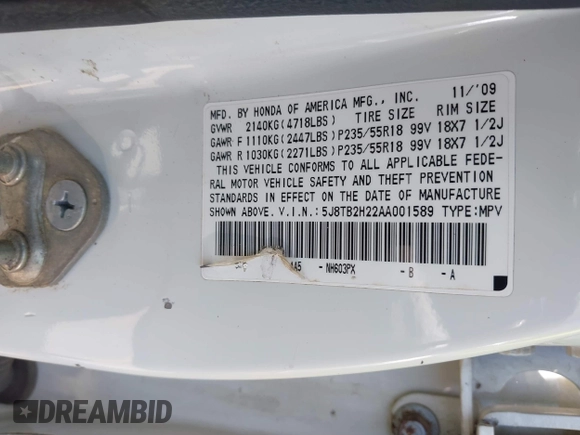 MFD. BY HONDA OF AMERICA MFG., INC. 11/'09
GVWR 2140KG(4718LBS) TIRE SIZE RIM SIZE
GAWR F 1110KG(2447LBS)P235/55R18 99V 18X7 1/2J
GAWR R 1030KG(2271LBS)P235/55R18 99V 18X7 1/2J
THIS VEHICLE CONFORMS TO ALL APPLICABLE FEDE-
RAL MOTOR VEHICLE SAFETY AND THEFT PREVENTION
STANDARDS IN EFFECT ON THE DATE OF MANUFACTURE
SHOWN ABOVE. V.I.N.:5J8TB2H22AA001589 TYPE:MPV
A5 -NH603PX -B -A
DREAMBID